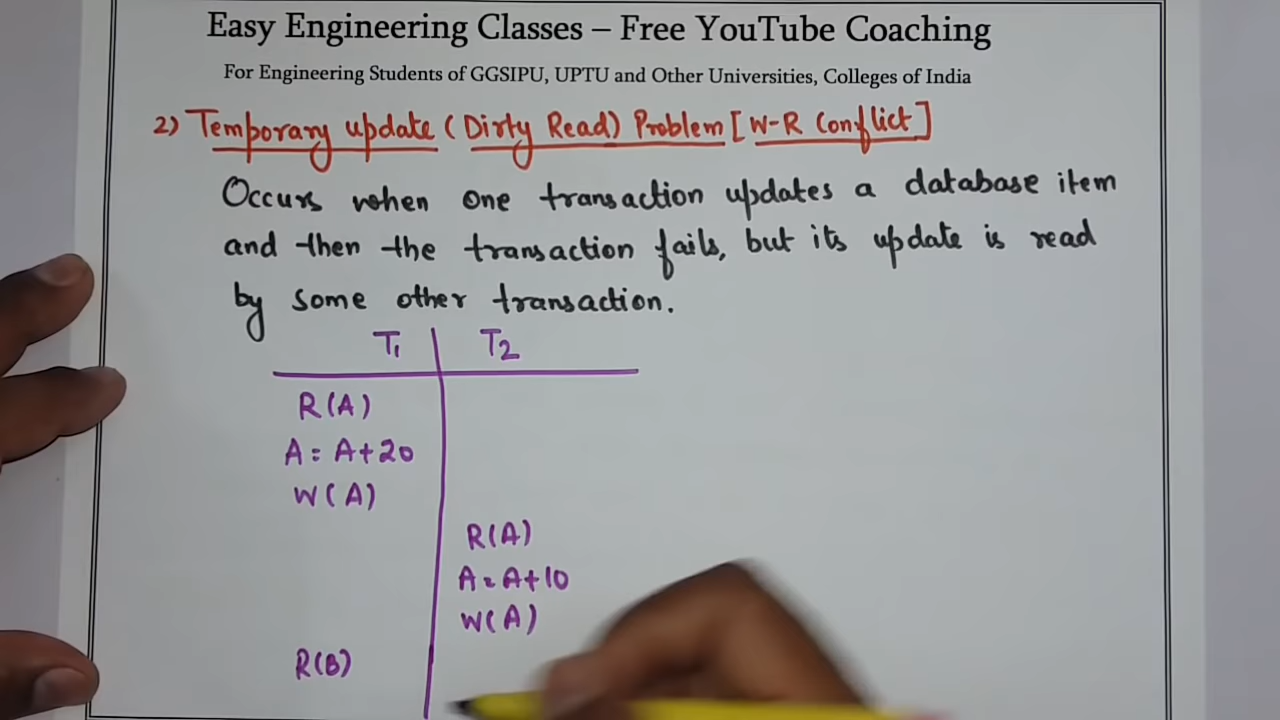 Easy Engineering Classes – Free YouTube Coaching
For Engineering Students of GGSIPU, UPTU and Other Universities, Colleges of India
2) Temporary update (Dirty Read) Problem [W-R Conflict]
Occurs when one transaction updates a database item
and then the transaction fails, but its update is read
by some other transaction.
T1 T2
R(A)
A = A+20
W(A)
R(A)
A = A+10
W(A)
R(B)